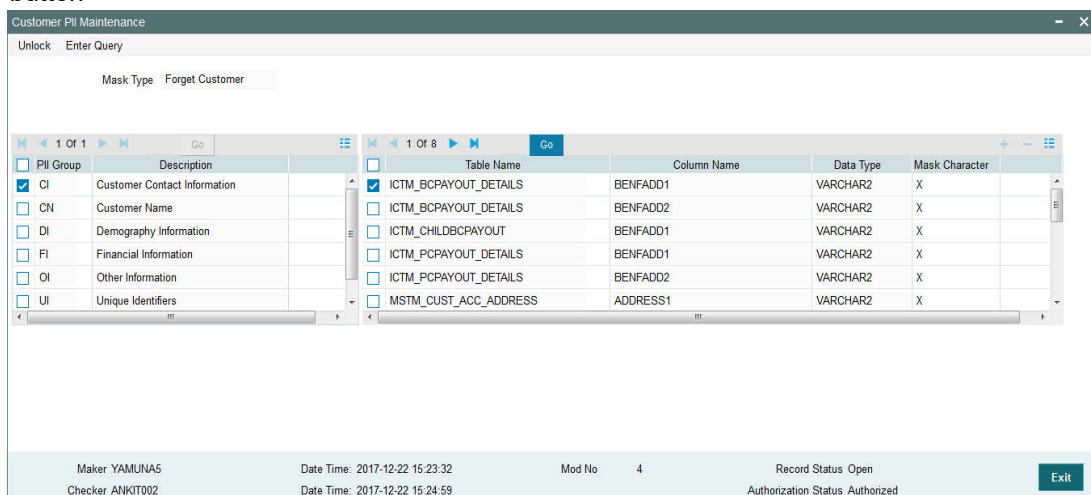 button
Customer PII Maintenance
Unlock Enter Query
Mask Type Forget Customer
1 Of 1 Go 1 Of 8 Go
PII Group Description Table Name Column Name Data Type Mask Character
CI Customer Contact Information ICTM_BCPAYOUT_DETAILS BENFADD1 VARCHAR2 X
CN Customer Name ICTM_BCPAYOUT_DETAILS BENFADD2 VARCHAR2 X
DI Demography Information ICTM_CHILDBCPAYOUT BENFADD1 VARCHAR2 X
FI Financial Information ICTM_PCPAYOUT_DETAILS BENFADD1 VARCHAR2 X
OI Other Information ICTM_PCPAYOUT_DETAILS BENFADD2 VARCHAR2 X
UI Unique Identifiers MSTM_CUST_ACC_ADDRESS ADDRESS1 VARCHAR2 X
Maker YAMUNA5 Date Time: 2017-12-22 15:23:32 Mod No 4 Record Status Open
Exit
Checker ANKIT002 Date Time: 2017-12-22 15:24:59 Authorization Status Authorized